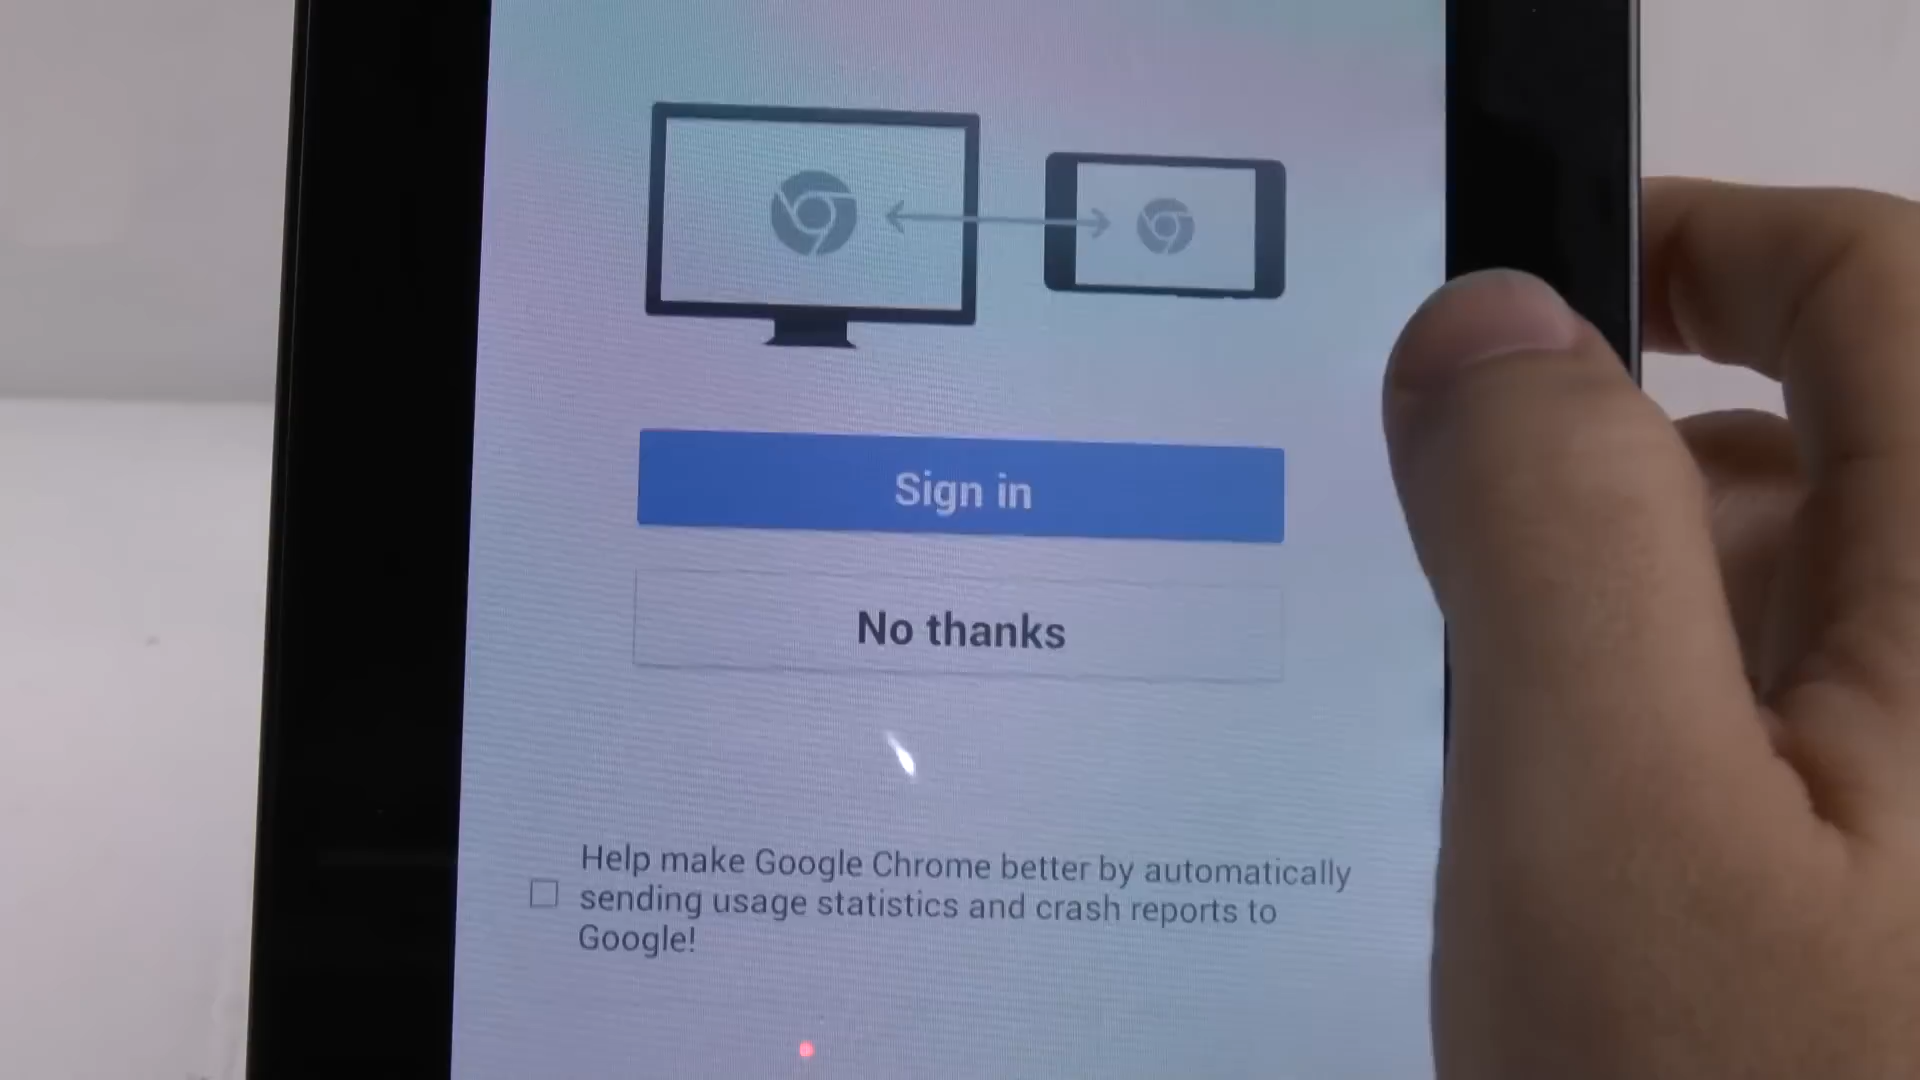 Sign in
No thanks
Help make Google Chrome better by automatically
sending usage statistics and crash reports to
Google!